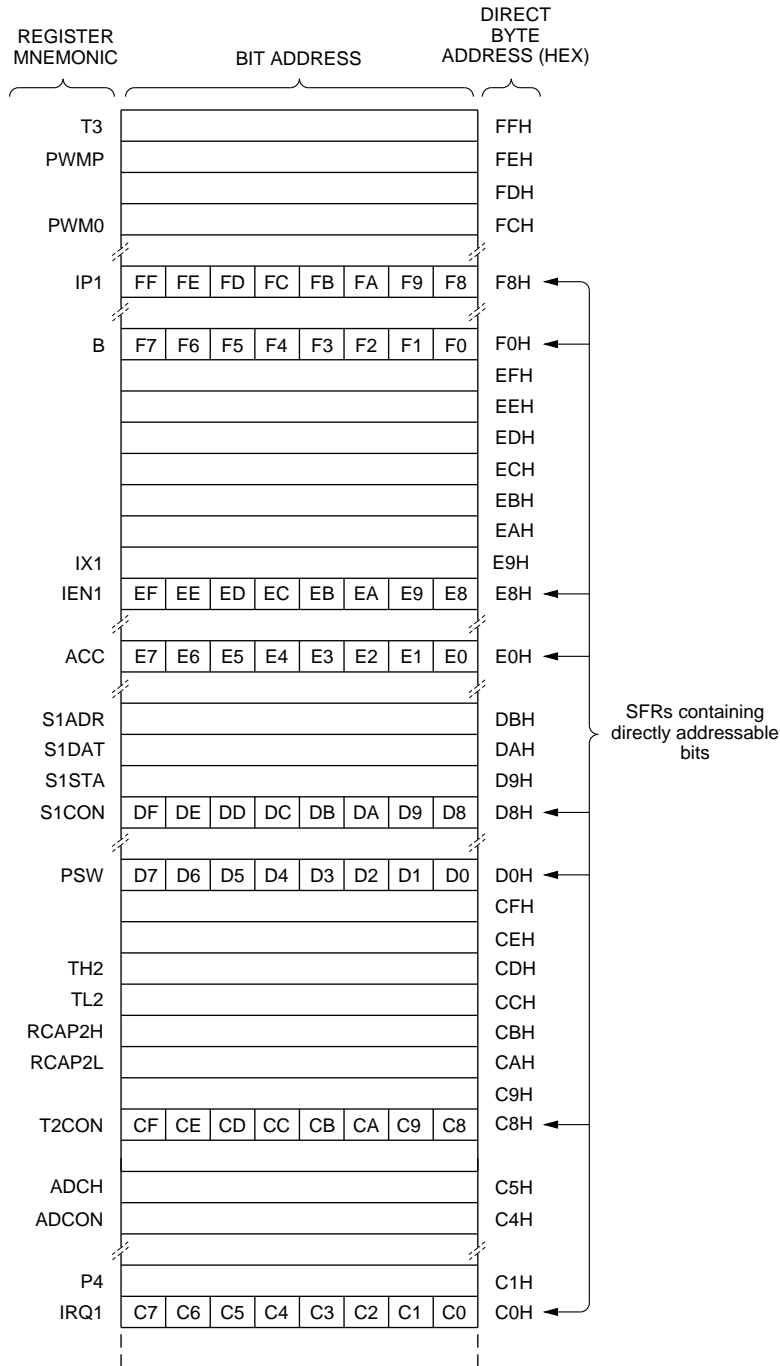 REGISTER
MNEMONIC
BIT ADDRESS
DIRECT
BYTE
ADDRESS (HEX)
T3 FFH
PWMP FEH
FDH
PWM0 FCH
IP1 FF FE FD FC FB FA F9 F8 F8H
B F7 F6 F5 F4 F3 F2 F1 F0 F0H
EFH
EEH
EDH
ECH
EBH
EAH
IX1 E9H
IEN1 EF EE ED EC EB EA E9 E8 E8H
ACC E7 E6 E5 E4 E3 E2 E1 E0 E0H
S1ADR DBH
S1DAT DAH
S1STA D9H
S1CON DF DE DD DC DB DA D9 D8 D8H
PSW D7 D6 D5 D4 D3 D2 D1 D0 D0H
CFH
CEH
TH2 CDH
TL2 CCH
RCAP2H CBH
RCAP2L CAH
C9H
T2CON CF CE CD CC CB CA C9 C8 C8H
ADCH C5H
ADCON C4H
P4 C1H
IRQ1 C7 C6 C5 C4 C3 C2 C1 C0 C0H
SFRs containing
directly addressable
bits